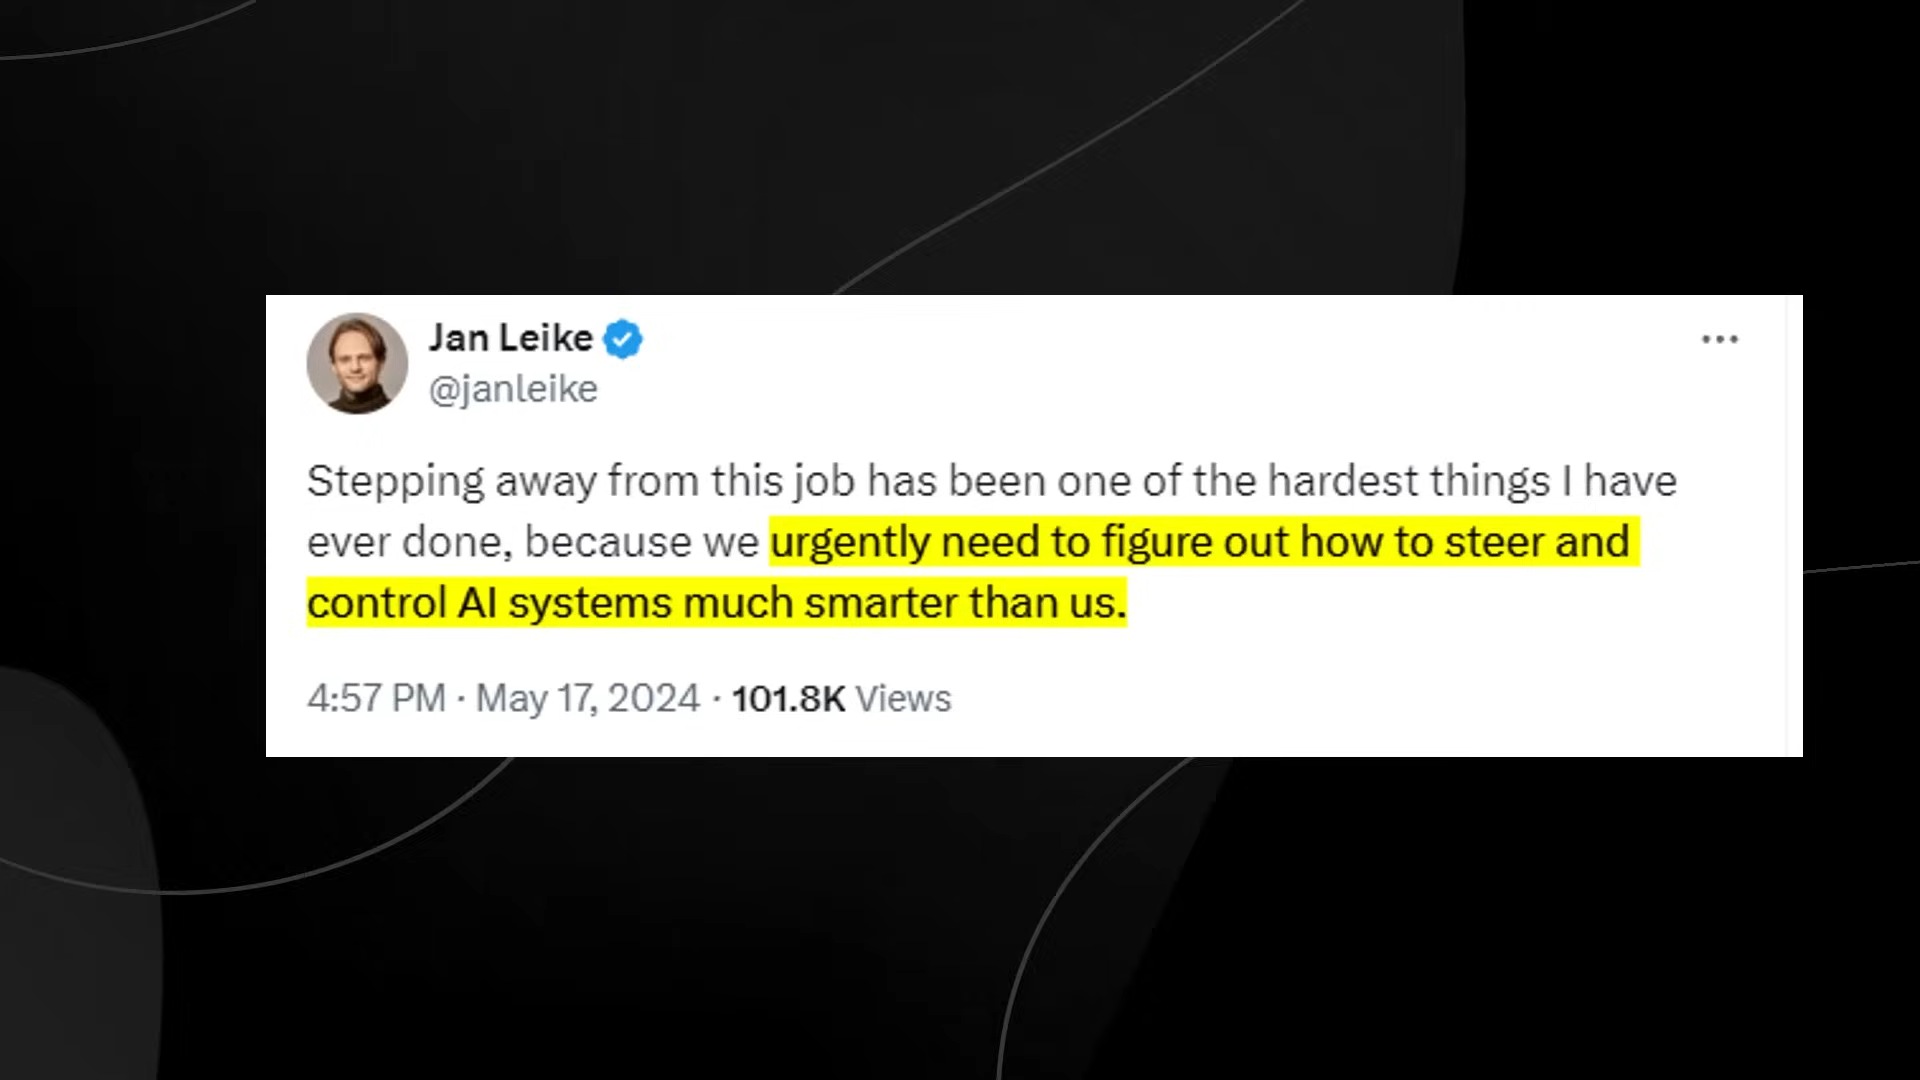 Jan Leike
@janleike
Stepping away from this job has been one of the hardest things I have
ever done, because we urgently need to figure out how to steer and
control AI systems much smarter than us.
4:57 PM · May 17, 2024 · 101.8K Views